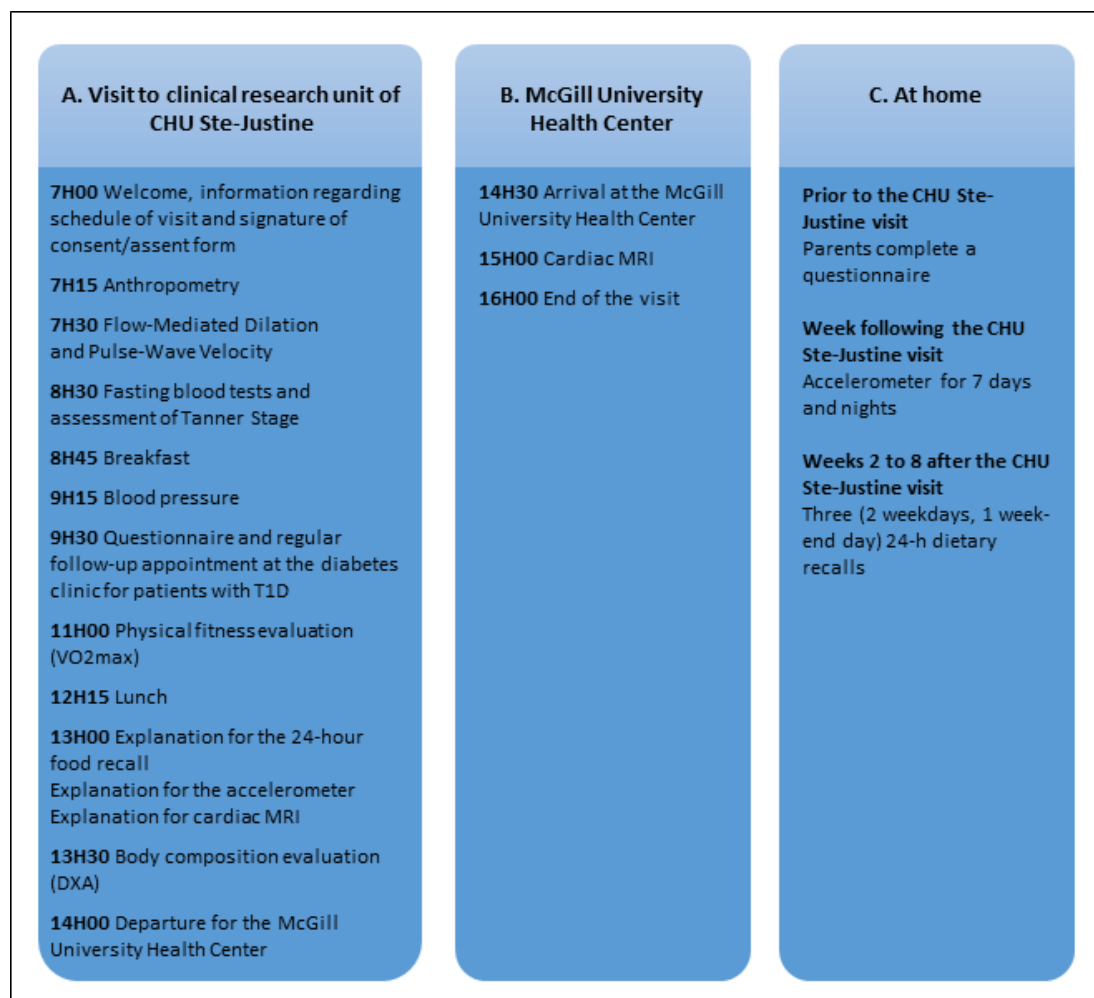 A. Visit to clinical research unit of
CHU Ste-Justine
7H00 Welcome, information regarding
schedule of visit and signature of
consent/assent form
7H15 Anthropometry
7H30 Flow-Mediated Dilation
and Pulse-Wave Velocity
8H30 Fasting blood tests and
assessment of Tanner Stage
8H45 Breakfast
9H15 Blood pressure
9H30 Questionnaire and regular
follow-up appointment at the diabetes
clinic for patients with T1D
11H00 Physical fitness evaluation
(VO2max)
12H15 Lunch
13H00 Explanation for the 24-hour
food recall
Explanation for the accelerometer
Explanation for cardiac MRI
13H30 Body composition evaluation
(DXA)
14H00 Departure for the McGill
University Health Center
B. McGill University
Health Center
14H30 Arrival at the McGill
University Health Center
15H00 Cardiac MRI
16H00 End of the visit
C. At home
Prior to the CHU Ste-
Justine visit
Parents complete a
questionnaire
Week following the CHU
Ste-Justine visit
Accelerometer for 7 days
and nights
Weeks 2 to 8 after the CHU
Ste-Justine visit
Three (2 weekdays, 1 week-
end day) 24-h dietary
recalls